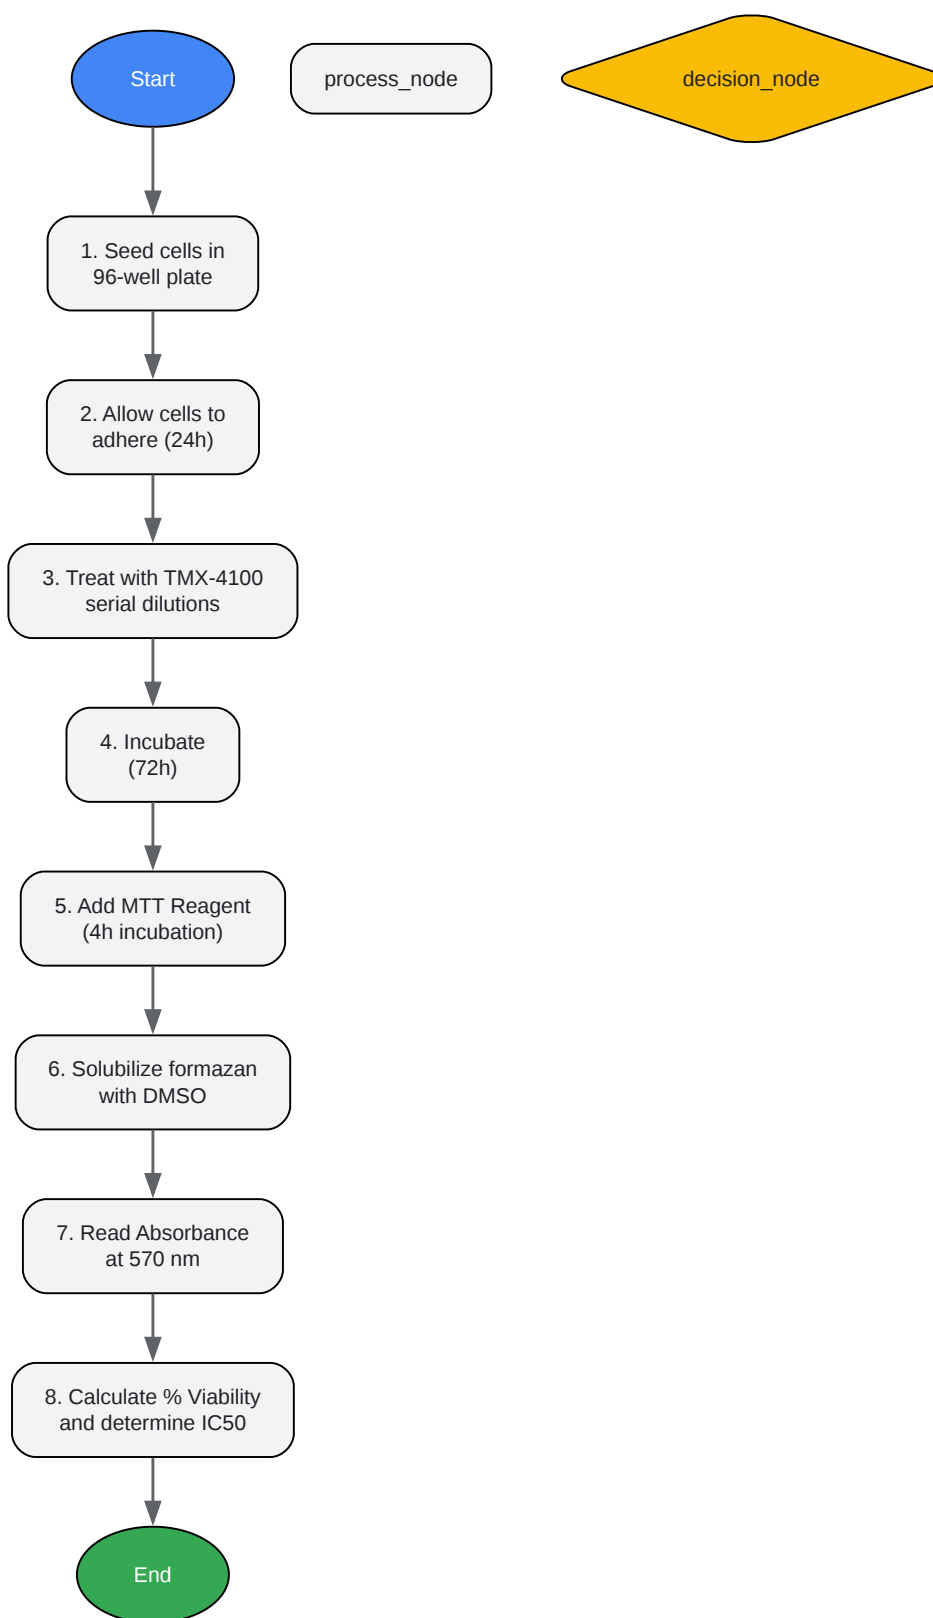 Start
process_node
decision_node
1. Seed cells in
96-well plate
2. Allow cells to
adhere (24h)
3. Treat with TMX-4100
serial dilutions
4. Incubate
(72h)
5. Add MTT Reagent
(4h incubation)
6. Solubilize formazan
with DMSO
7. Read Absorbance
at 570 nm
8. Calculate % Viability
and determine IC50
End